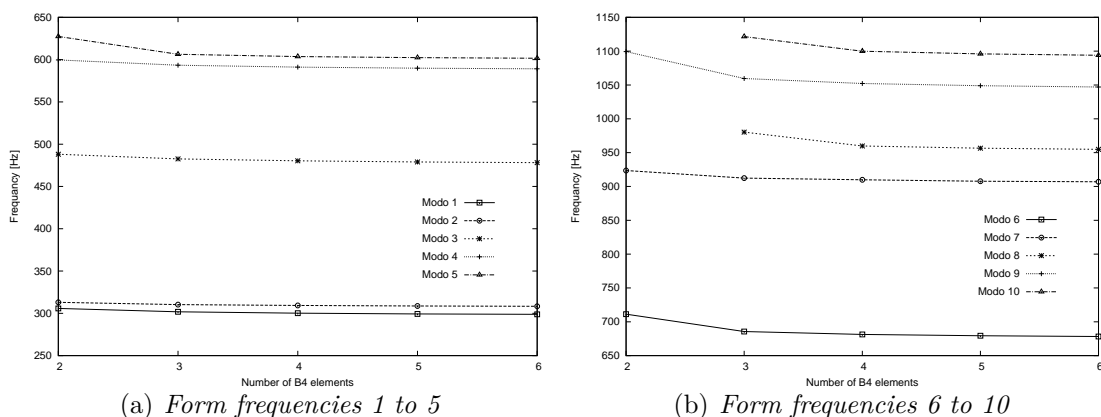 650
600
550
500
450
400
350
300
250
Frequancy [Hz]
Modo 1
Modo 2
Modo 3
Modo 4
Modo 5
2 3 4 5 6
Number of B4 elements
(a) Form frequencies 1 to 5
1150
1100
1050
1000
950
900
850
800
750
700
650
Frequancy [Hz]
Modo 6
Modo 7
Modo 8
Modo 9
Modo 10
2 3 4 5 6
Number of B4 elements
(b) Form frequencies 6 to 10